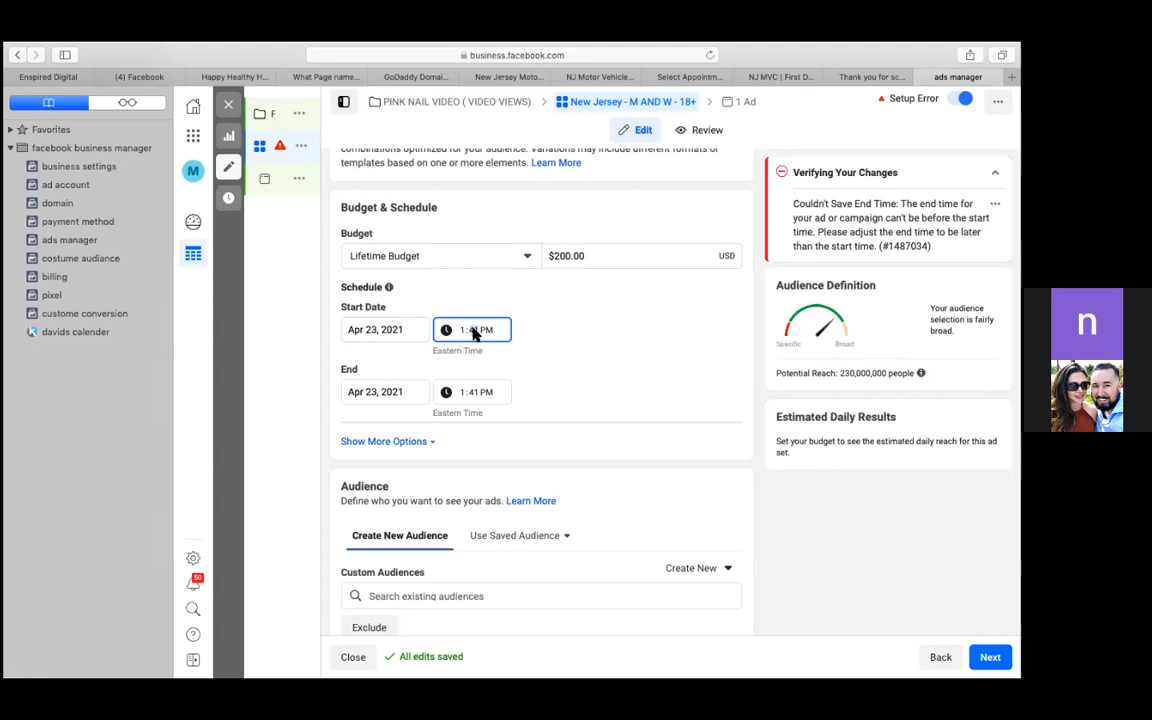 business.facebook.com
Enspired Digital
(4) Facebook
Happy Healthy H...
What Page name...
GoDaddy Domai...
New Jersey Moto...
NJ Motor Vehicle...
Select Appointm...
NJ MVC | First D...
Thank you for sc...
ads manager
Favorites
facebook business manager
business settings
ad account
domain
payment method
ads manager
costume audiance
billing
pixel
custome conversion
davids calender
M
50
F
PINK NAIL VIDEO ( VIDEO VIEWS)
New Jersey - M AND W - 18+
1 Ad
Setup Error
Edit
Review
combinations optimized for your audience. Variations may include different formats or
templates based on one or more elements. Learn More
Budget & Schedule
Budget
Lifetime Budget
$200.00
USD
Schedule
Start Date
Apr 23, 2021
PM
Eastern Time
End
Apr 23, 2021
1:41 PM
Eastern Time
Show More Options
Audience
Define who you want to see your ads. Learn More
Create New Audience
Use Saved Audience
Custom Audiences
Create New
Search existing audiences
Exclude
Close
All edits saved
Back
Next
Verifying Your Changes
Couldn't Save End Time: The end time for
your ad or campaign can't be before the start
time. Please adjust the end time to be later
than the start time. (#1487034)
Audience Definition
Specific
Broad
Your audience
selection is fairly
broad.
Potential Reach: 230,000,000 people
Estimated Daily Results
Set your budget to see the estimated daily reach for this ad
set.
n